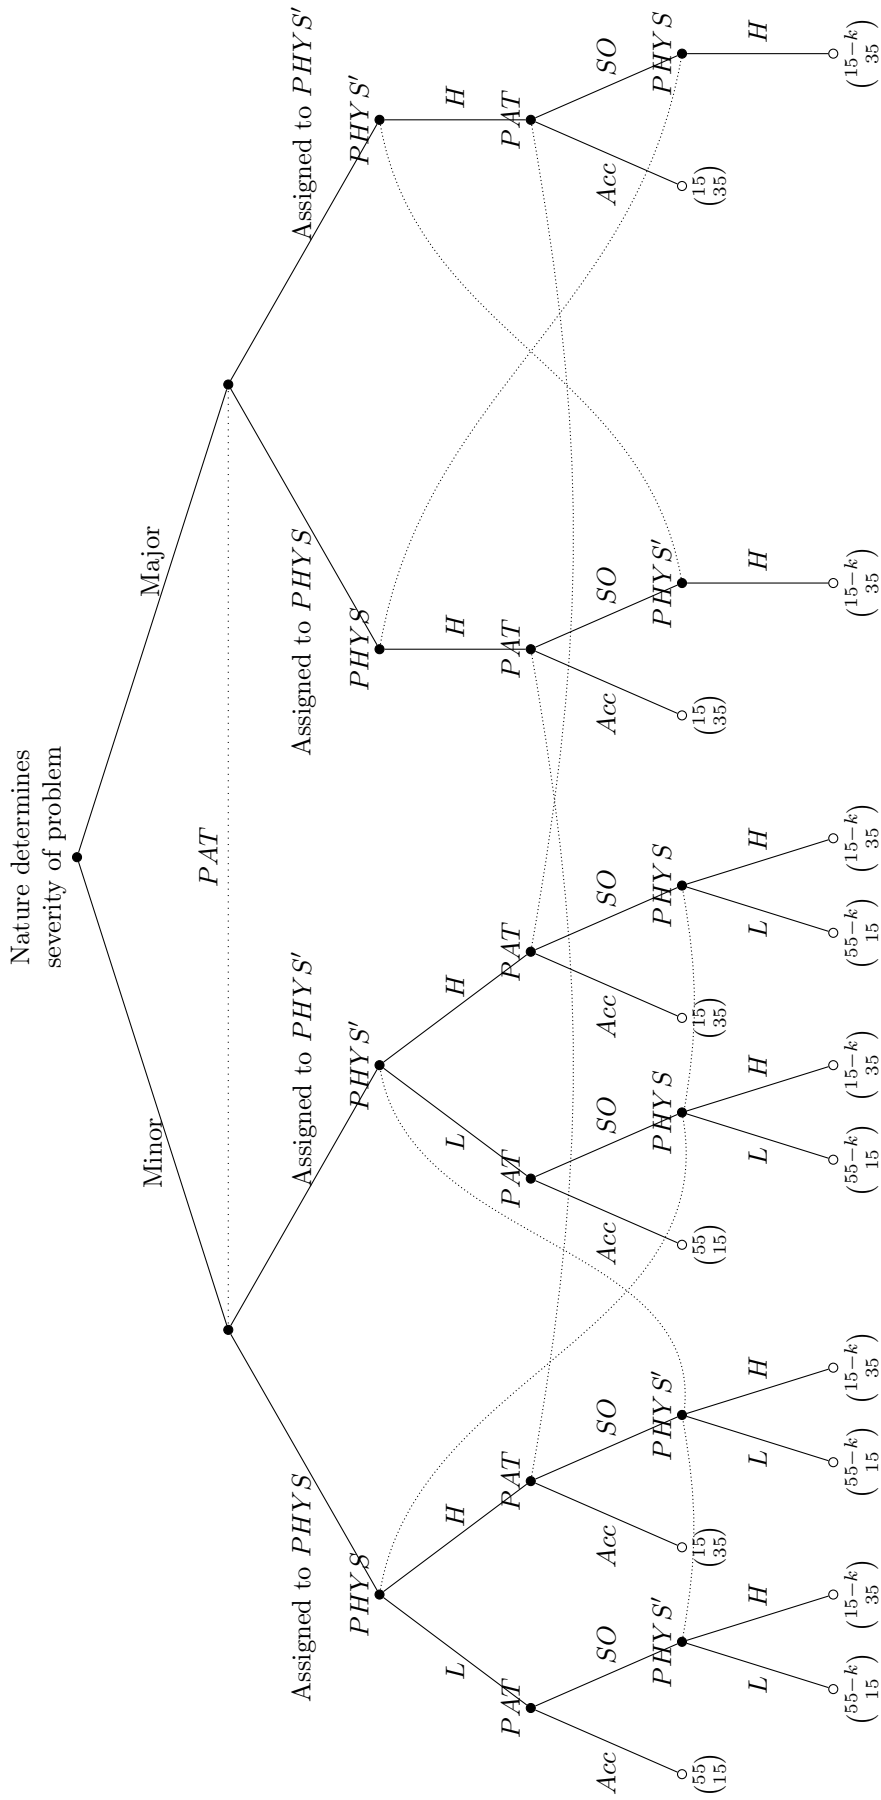 Nature determines
severity of problem
Minor Major
PAT
Assigned to PHYS Assigned to PHYS′ Assigned to PHYS Assigned to PHYS′
PHYS PHYS′ PHYS PHYS′
L H L H H H
PAT PAT PAT PAT PAT PAT
Acc SO Acc SO Acc SO Acc SO Acc SO Acc SO
PHYS′ PHYS′ PHYS PHYS PHYS′ PHYS
(55 15) (15 35) (55 15) (15 35) (15 35) (15 35)
L H L H L H L H H H
(55−k 15) (15−k 35) (55−k 15) (15−k 35) (55−k 15) (15−k 35) (55−k 15) (15−k 35) (15−k 35) (15−k 35)